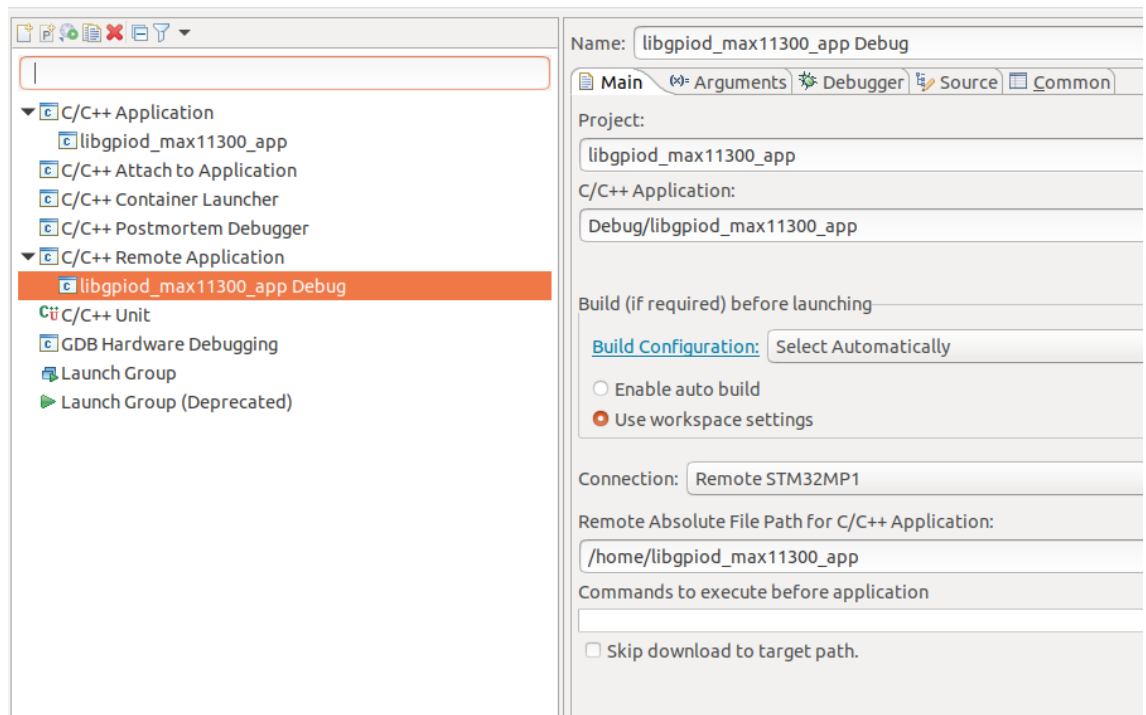 C/C++ Application
libgpiod_max11300_app
C/C++ Attach to Application
C/C++ Container Launcher
C/C++ Postmortem Debugger
C/C++ Remote Application
libgpiod_max11300_app Debug
C/C++ Unit
GDB Hardware Debugging
Launch Group
Launch Group (Deprecated)
Name: libgpiod_max11300_app Debug
Main (x)= Arguments Debugger Source Common
Project:
libgpiod_max11300_app
C/C++ Application:
Debug/libgpiod_max11300_app
Build (if required) before launching
Build Configuration: Select Automatically
Enable auto build
Use workspace settings
Connection: Remote STM32MP1
Remote Absolute File Path for C/C++ Application:
/home/libgpiod_max11300_app
Commands to execute before application
Skip download to target path.